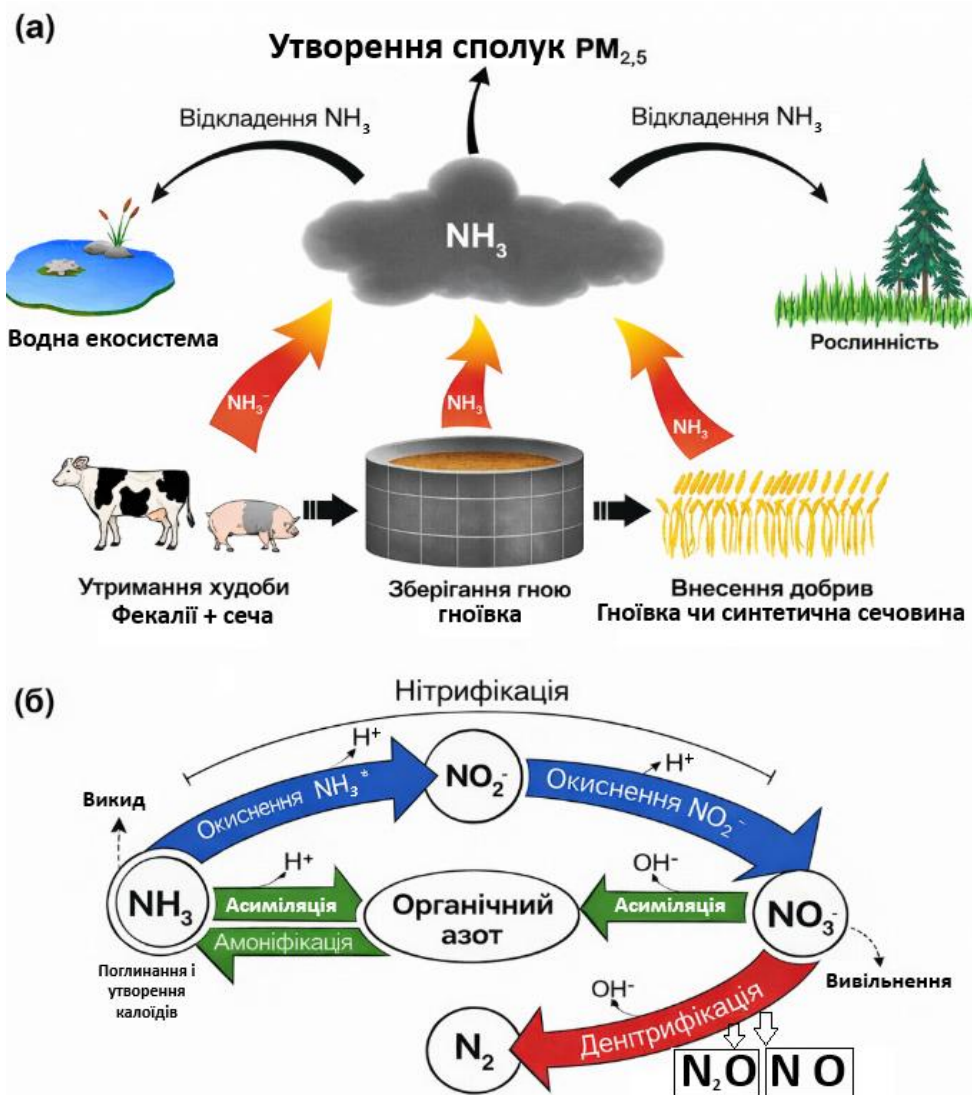 (а)
Утворення сполук PM₂,₅
Відкладення NH₃
Відкладення NH₃
NH₃
Водна екосистема
Рослинність
NH₃⁻
NH₃
NH₃
Утримання худоби
Фекалії + сеча
Зберігання гною
гноївка
Внесення добрив
Гноївка чи синтетична сечовина
(б)
Нітрифікація
H⁺
H⁺
Окиснення NH₃*
NO₂⁻
Окиснення NO₂⁻
Викид
NH₃
H⁺
Асиміляція
Амоніфікація
Органічний
азот
OH⁻
Асиміляція
NO₃⁻
Поглинання і
утворення
калоїдів
Вивільнення
OH⁻
Денітрифікація
N₂
N₂O
NO